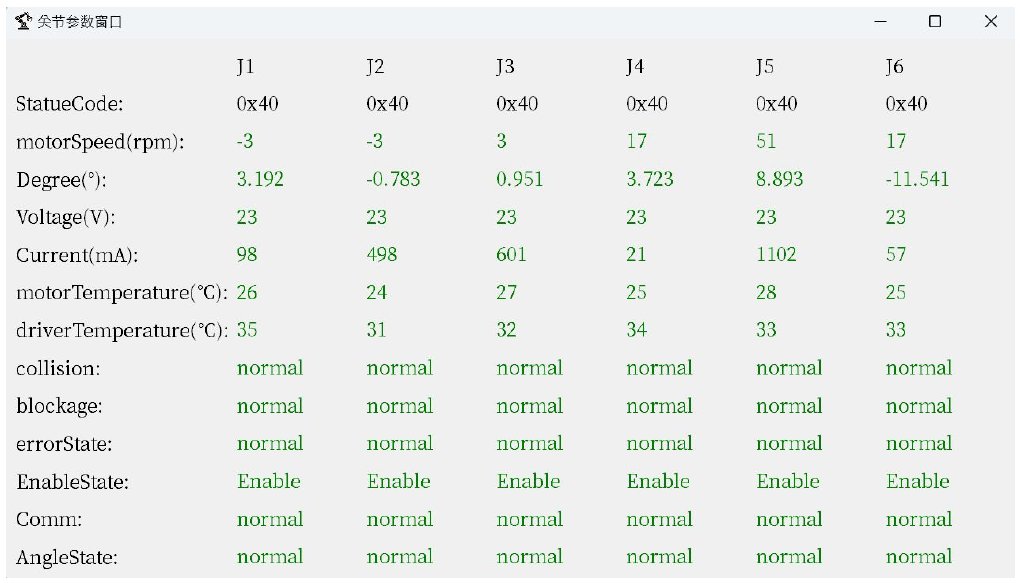 关节参数窗口
J1 J2 J3 J4 J5 J6
StatueCode: 0x40 0x40 0x40 0x40 0x40 0x40
motorSpeed(rpm): -3 -3 3 17 51 17
Degree(°): 3.192 -0.783 0.951 3.723 8.893 -11.541
Voltage(V): 23 23 23 23 23 23
Current(mA): 98 498 601 21 1102 57
motorTemperature(℃): 26 24 27 25 28 25
driverTemperature(℃): 35 31 32 34 33 33
collision: normal normal normal normal normal normal
blockage: normal normal normal normal normal normal
errorState: normal normal normal normal normal normal
EnableState: Enable Enable Enable Enable Enable Enable
Comm: normal normal normal normal normal normal
AngleState: normal normal normal normal normal normal